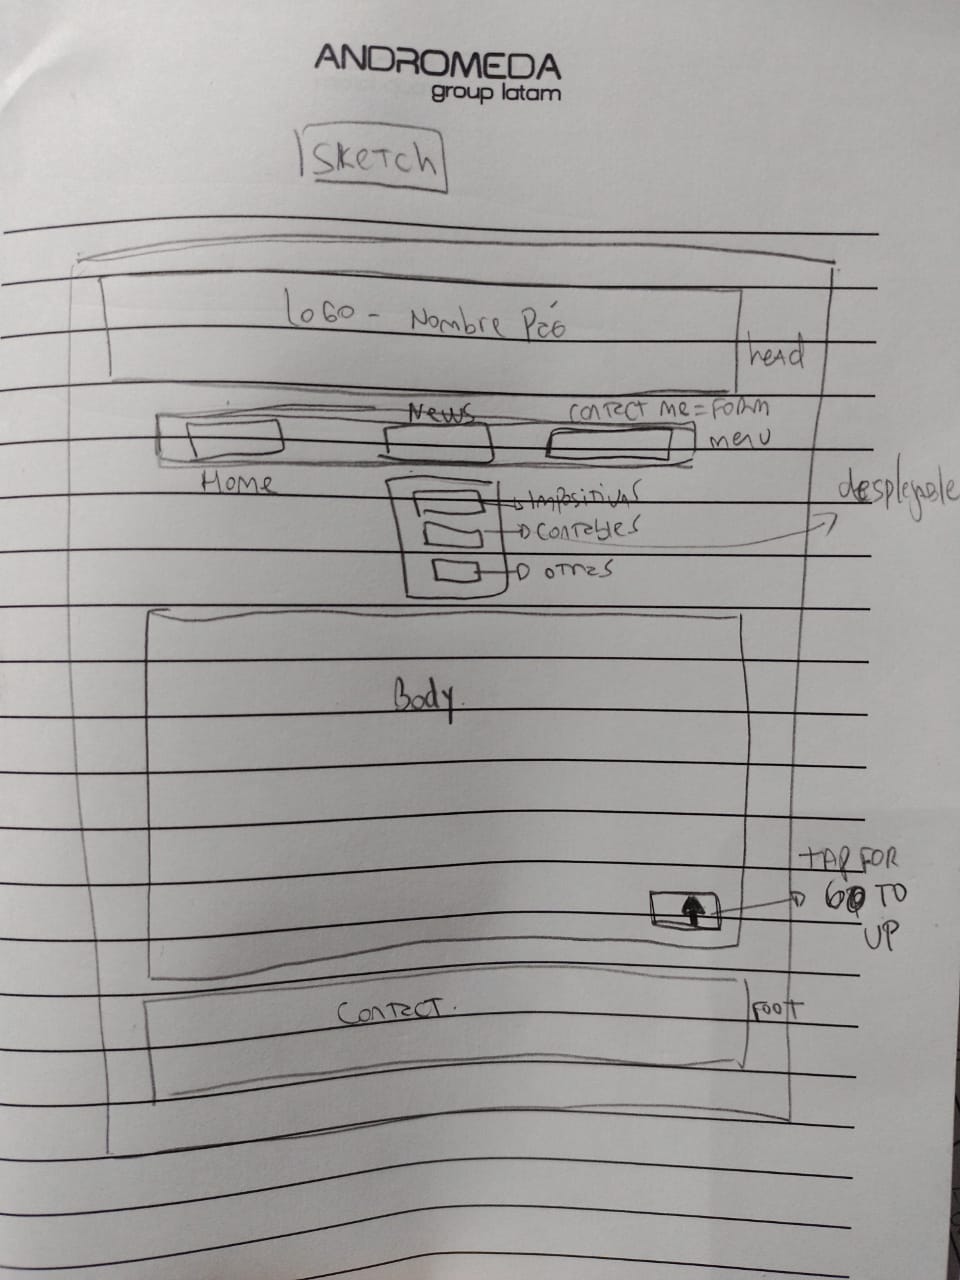 ANDROMEDA
group latam
Sketch
LOGO - Nombre Pág
head
News
contact me = FORM
menu
Home
desplegable
Impositivas
contables
otras
Body.
TAP FOR
GO TO
UP
Contact.
Foot